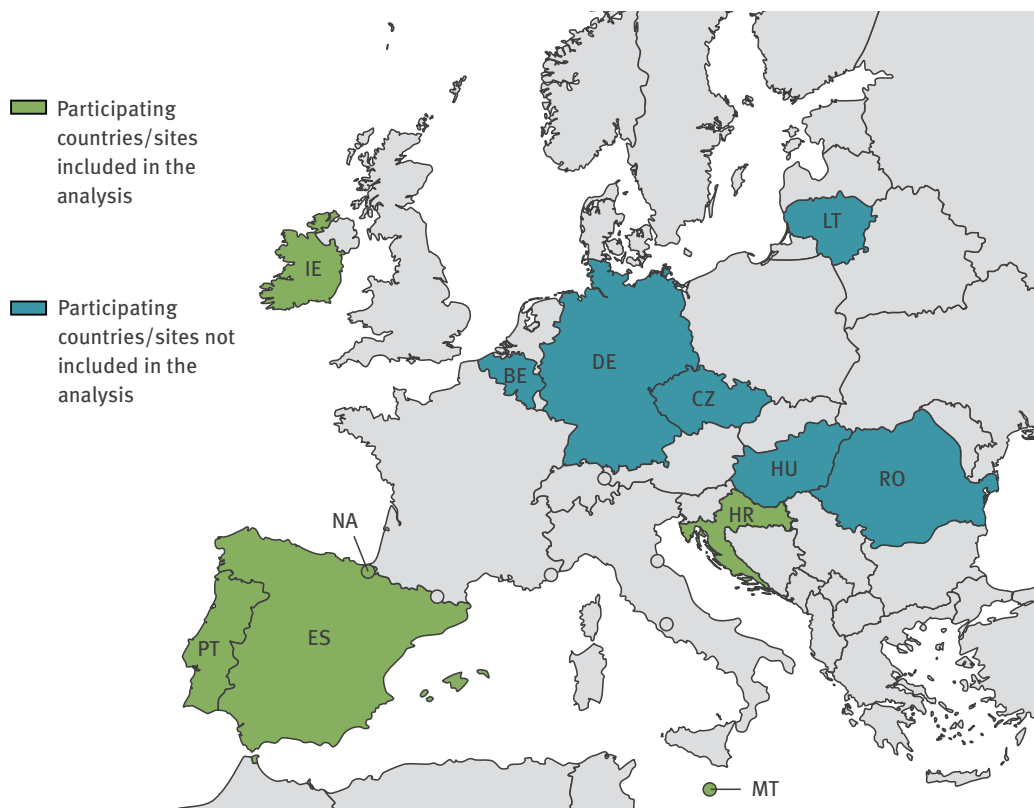 Participating
countries/sites
included in the
analysis
Participating
countries/sites not
included in the
analysis
LT
IE
DE
BE
CZ
HU
RO
HR
NA
PT
ES
MT